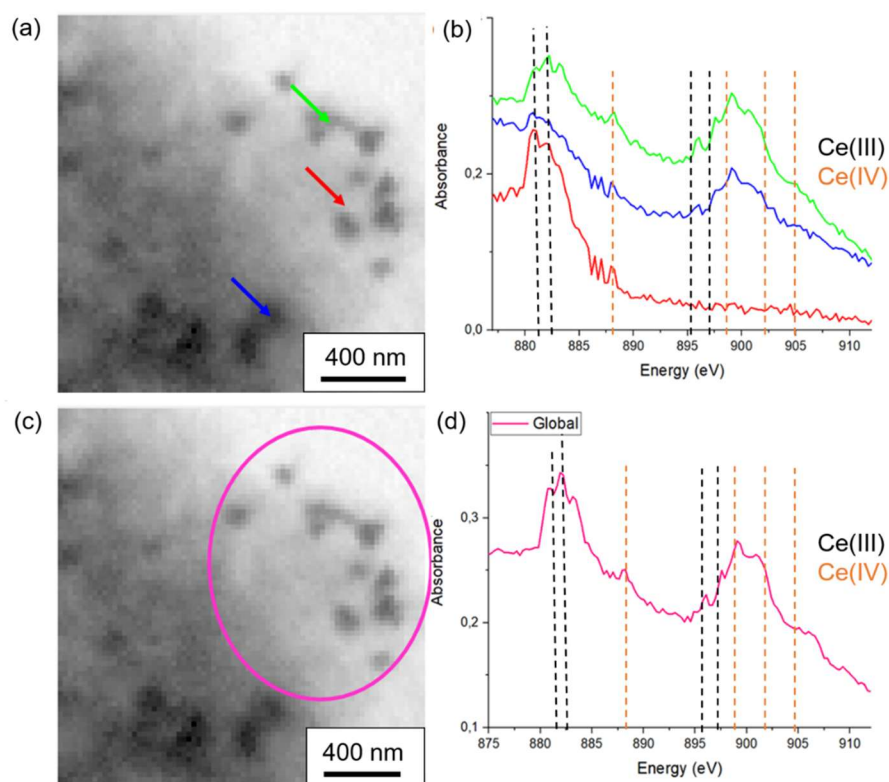 (a)
400 nm
(b)
Absorbance
0,2
0,0
880 885 890 895 900 905 910
Energy (eV)
Ce(III)
Ce(IV)
(c)
400 nm
(d)
Global
Absorbance
0,4
0,3
0,2
0,1
875 880 885 890 895 900 905 910
Energy (eV)
Ce(III)
Ce(IV)